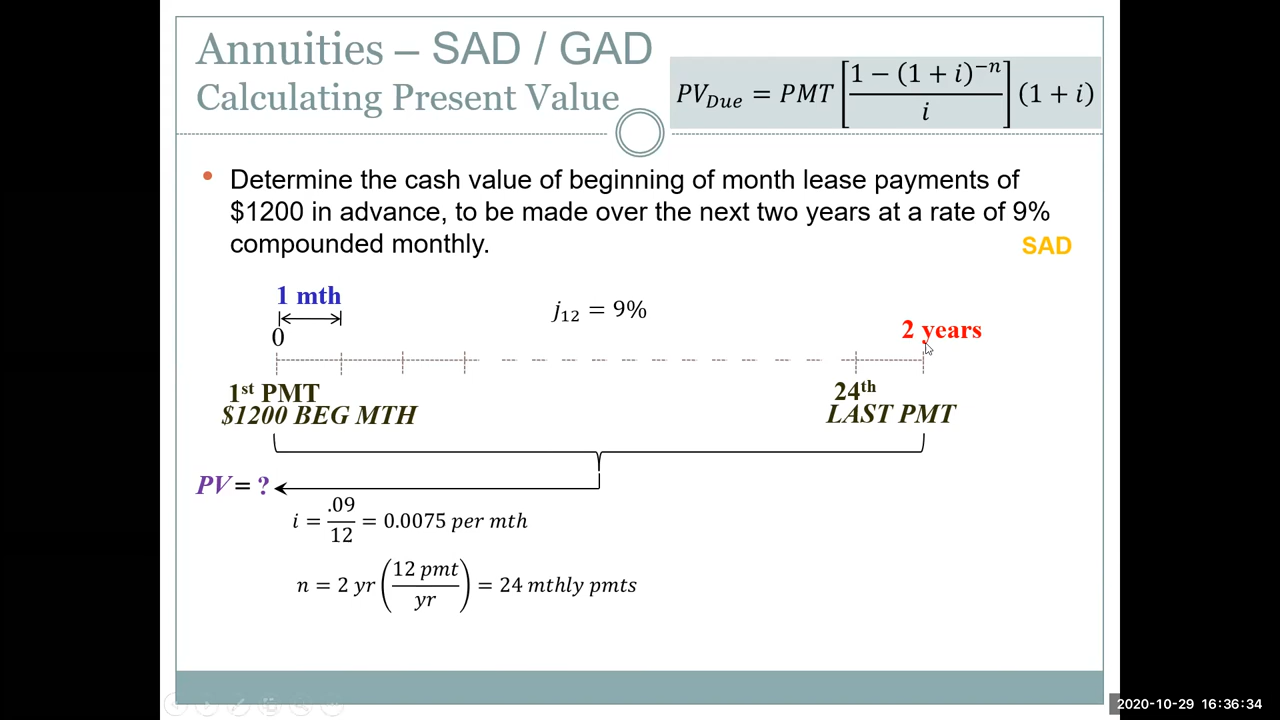 Annuities – SAD / GAD
Calculating Present Value
PV_Due = PMT [1 − (1 + i)^−n / i] (1 + i)
• Determine the cash value of beginning of month lease payments of
$1200 in advance, to be made over the next two years at a rate of 9%
compounded monthly.
SAD
1 mth
j₁₂ = 9%
0
2 years
1st PMT
$1200 BEG MTH
24th
LAST PMT
PV = ?
i = .09/12 = 0.0075 per mth
n = 2 yr (12 pmt/yr) = 24 mthly pmts
2020-10-29 16:36:34